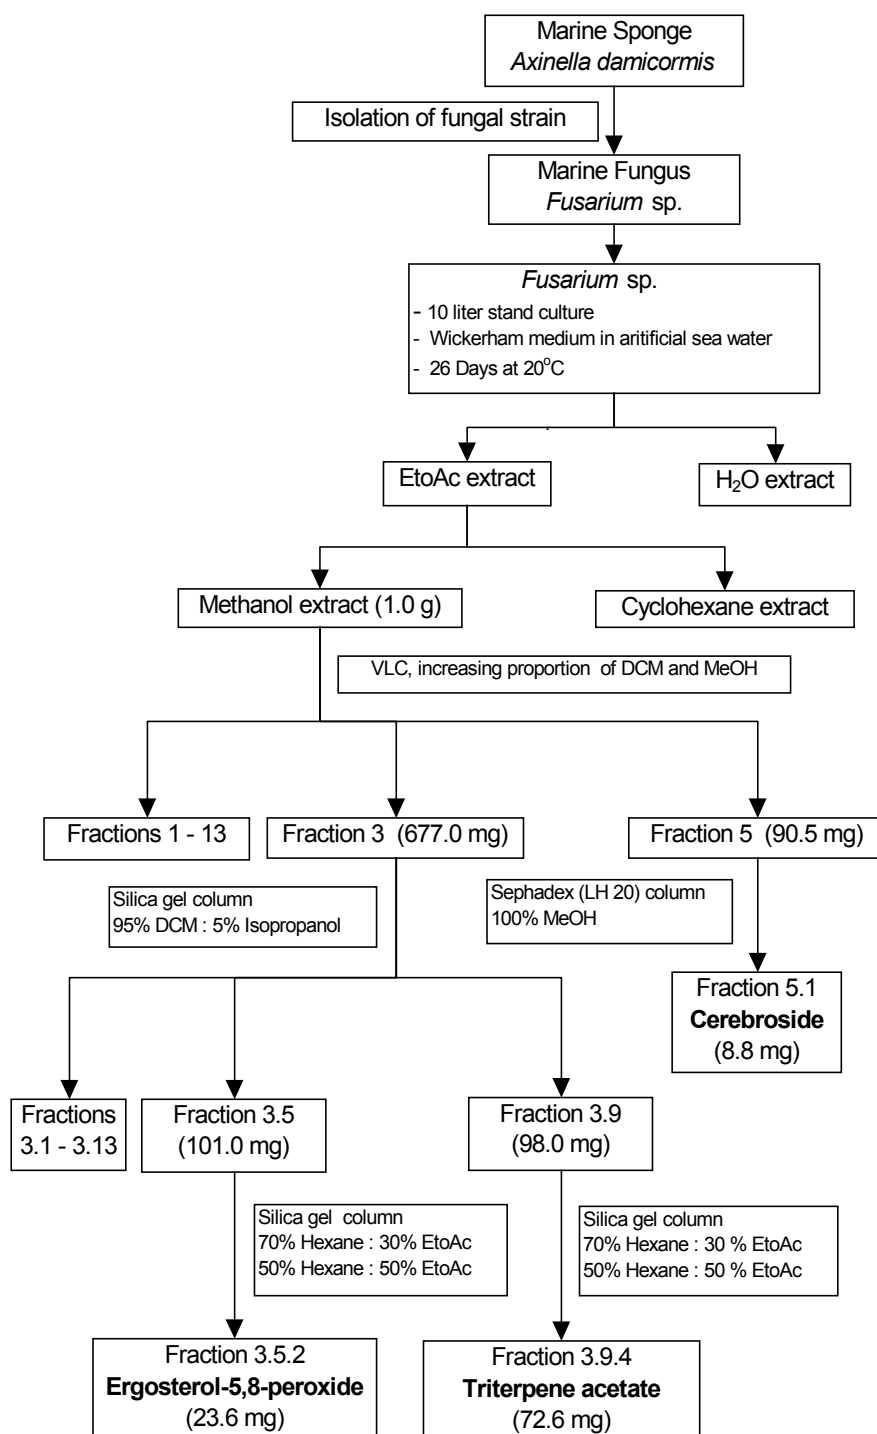 Marine Sponge
Axinella damicormis
Isolation of fungal strain
Marine Fungus
Fusarium sp.
Fusarium sp.
- 10 liter stand culture
- Wickerham medium in aritificial sea water
- 26 Days at 20°C
EtoAc extract
H₂O extract
Methanol extract (1.0 g)
Cyclohexane extract
VLC, increasing proportion of DCM and MeOH
Fractions 1 - 13
Fraction 3 (677.0 mg)
Fraction 5 (90.5 mg)
Silica gel column
95% DCM : 5% Isopropanol
Sephadex (LH 20) column
100% MeOH
Fraction 5.1
Cerebroside
(8.8 mg)
Fractions
3.1 - 3.13
Fraction 3.5
(101.0 mg)
Fraction 3.9
(98.0 mg)
Silica gel column
70% Hexane : 30% EtoAc
50% Hexane : 50% EtoAc
Silica gel column
70% Hexane : 30 % EtoAc
50% Hexane : 50 % EtoAc
Fraction 3.5.2
Ergosterol-5,8-peroxide
(23.6 mg)
Fraction 3.9.4
Triterpene acetate
(72.6 mg)